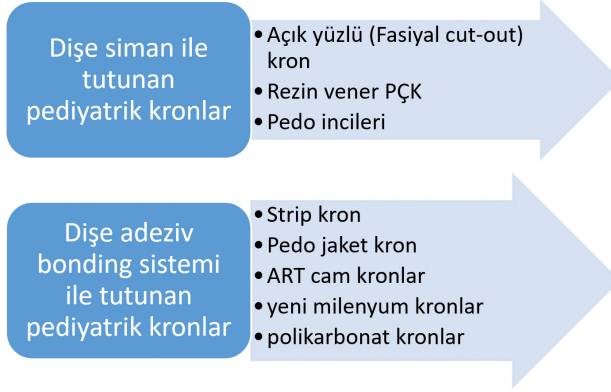 Dişe siman ile
tutunan
pediyatrik kronlar
• Açık yüzlü (Fasiyal cut-out)
kron
• Rezin vener PÇK
• Pedo incileri
Dişe adeziv
bonding sistemi
ile tutunan
pediyatrik kronlar
• Strip kron
• Pedo jaket kron
• ART cam kronlar
• yeni milenyum kronlar
• polikarbonat kronlar